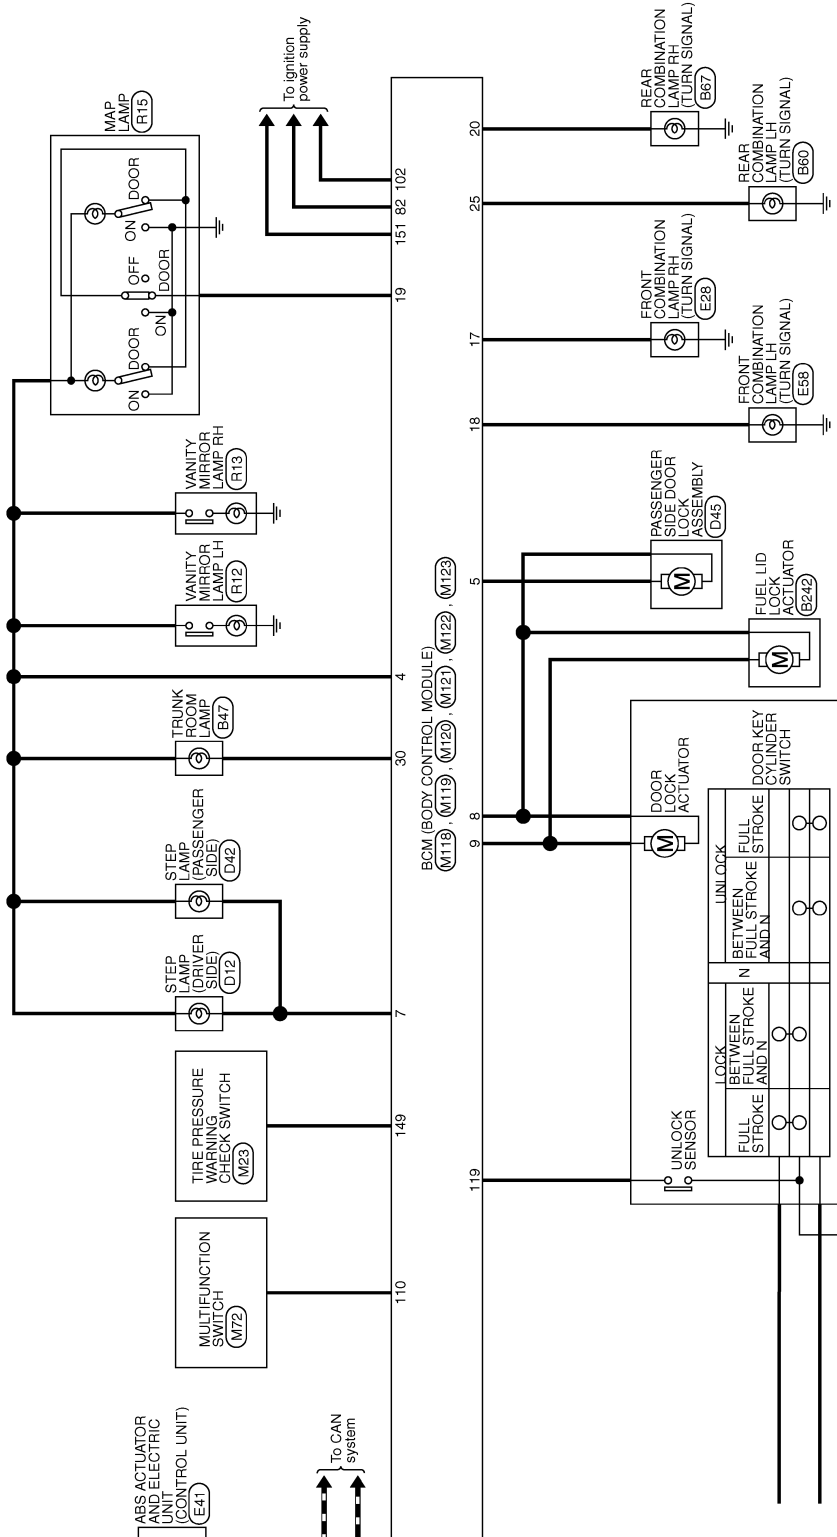 MAP
LAMP
R15
DOOR
ON
OFF
DOOR
ON
DOOR
ON
To ignition
power supply
102
82
151
19
VANITY
MIRROR
LAMP RH
R13
VANITY
MIRROR
LAMP LH
R12
4
TRUNK
ROOM
LAMP
B47
30
STEP
LAMP
(PASSENGER
SIDE)
D42
STEP
LAMP
(DRIVER
SIDE)
D12
7
TIRE PRESSURE
WARNING
CHECK SWITCH
M23
149
MULTIFUNCTION
SWITCH
M72
110
ABS ACTUATOR
AND ELECTRIC
UNIT
(CONTROL UNIT)
E41
To CAN
system
BCM (BODY CONTROL MODULE)
M118 , M119 , M120 , M121 , M122 , M123
20
REAR
COMBINATION
LAMP RH
(TURN SIGNAL)
B67
25
REAR
COMBINATION
LAMP LH
(TURN SIGNAL)
B60
17
FRONT
COMBINATION
LAMP RH
(TURN SIGNAL)
E28
18
FRONT
COMBINATION
LAMP LH
(TURN SIGNAL)
E58
5
PASSENGER
SIDE DOOR
LOCK
ASSEMBLY
D45
M
FUEL LID
LOCK
ACTUATOR
B242
M
8
9
DOOR
LOCK
ACTUATOR
M
DOOR KEY
CYLINDER
SWITCH
UNLOCK
FULL
STROKE
BETWEEN
FULL STROKE
AND N
N
LOCK
BETWEEN
FULL STROKE
AND N
FULL
STROKE
119
UNLOCK
SENSOR